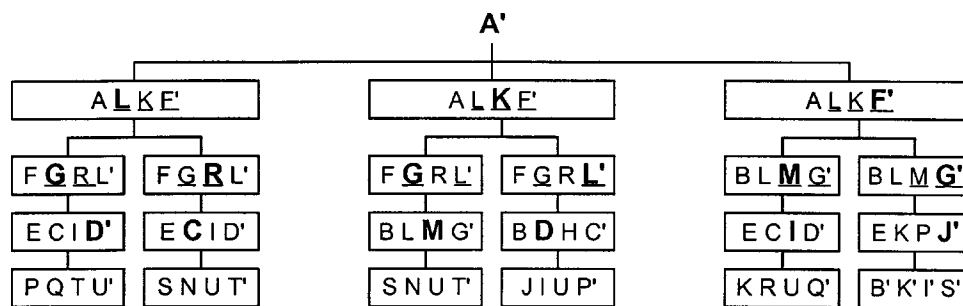 A'
A L K F' A L K F' A L K F'
F G R L' F G R L' F G R L' F G R L' B L M G' B L M G'
E C I D' E C I D' B L M G' B D H C' E C I D' E K P J'
P Q T U' S N U T' S N U T' J I U P' K R U Q' B' K' I' S'